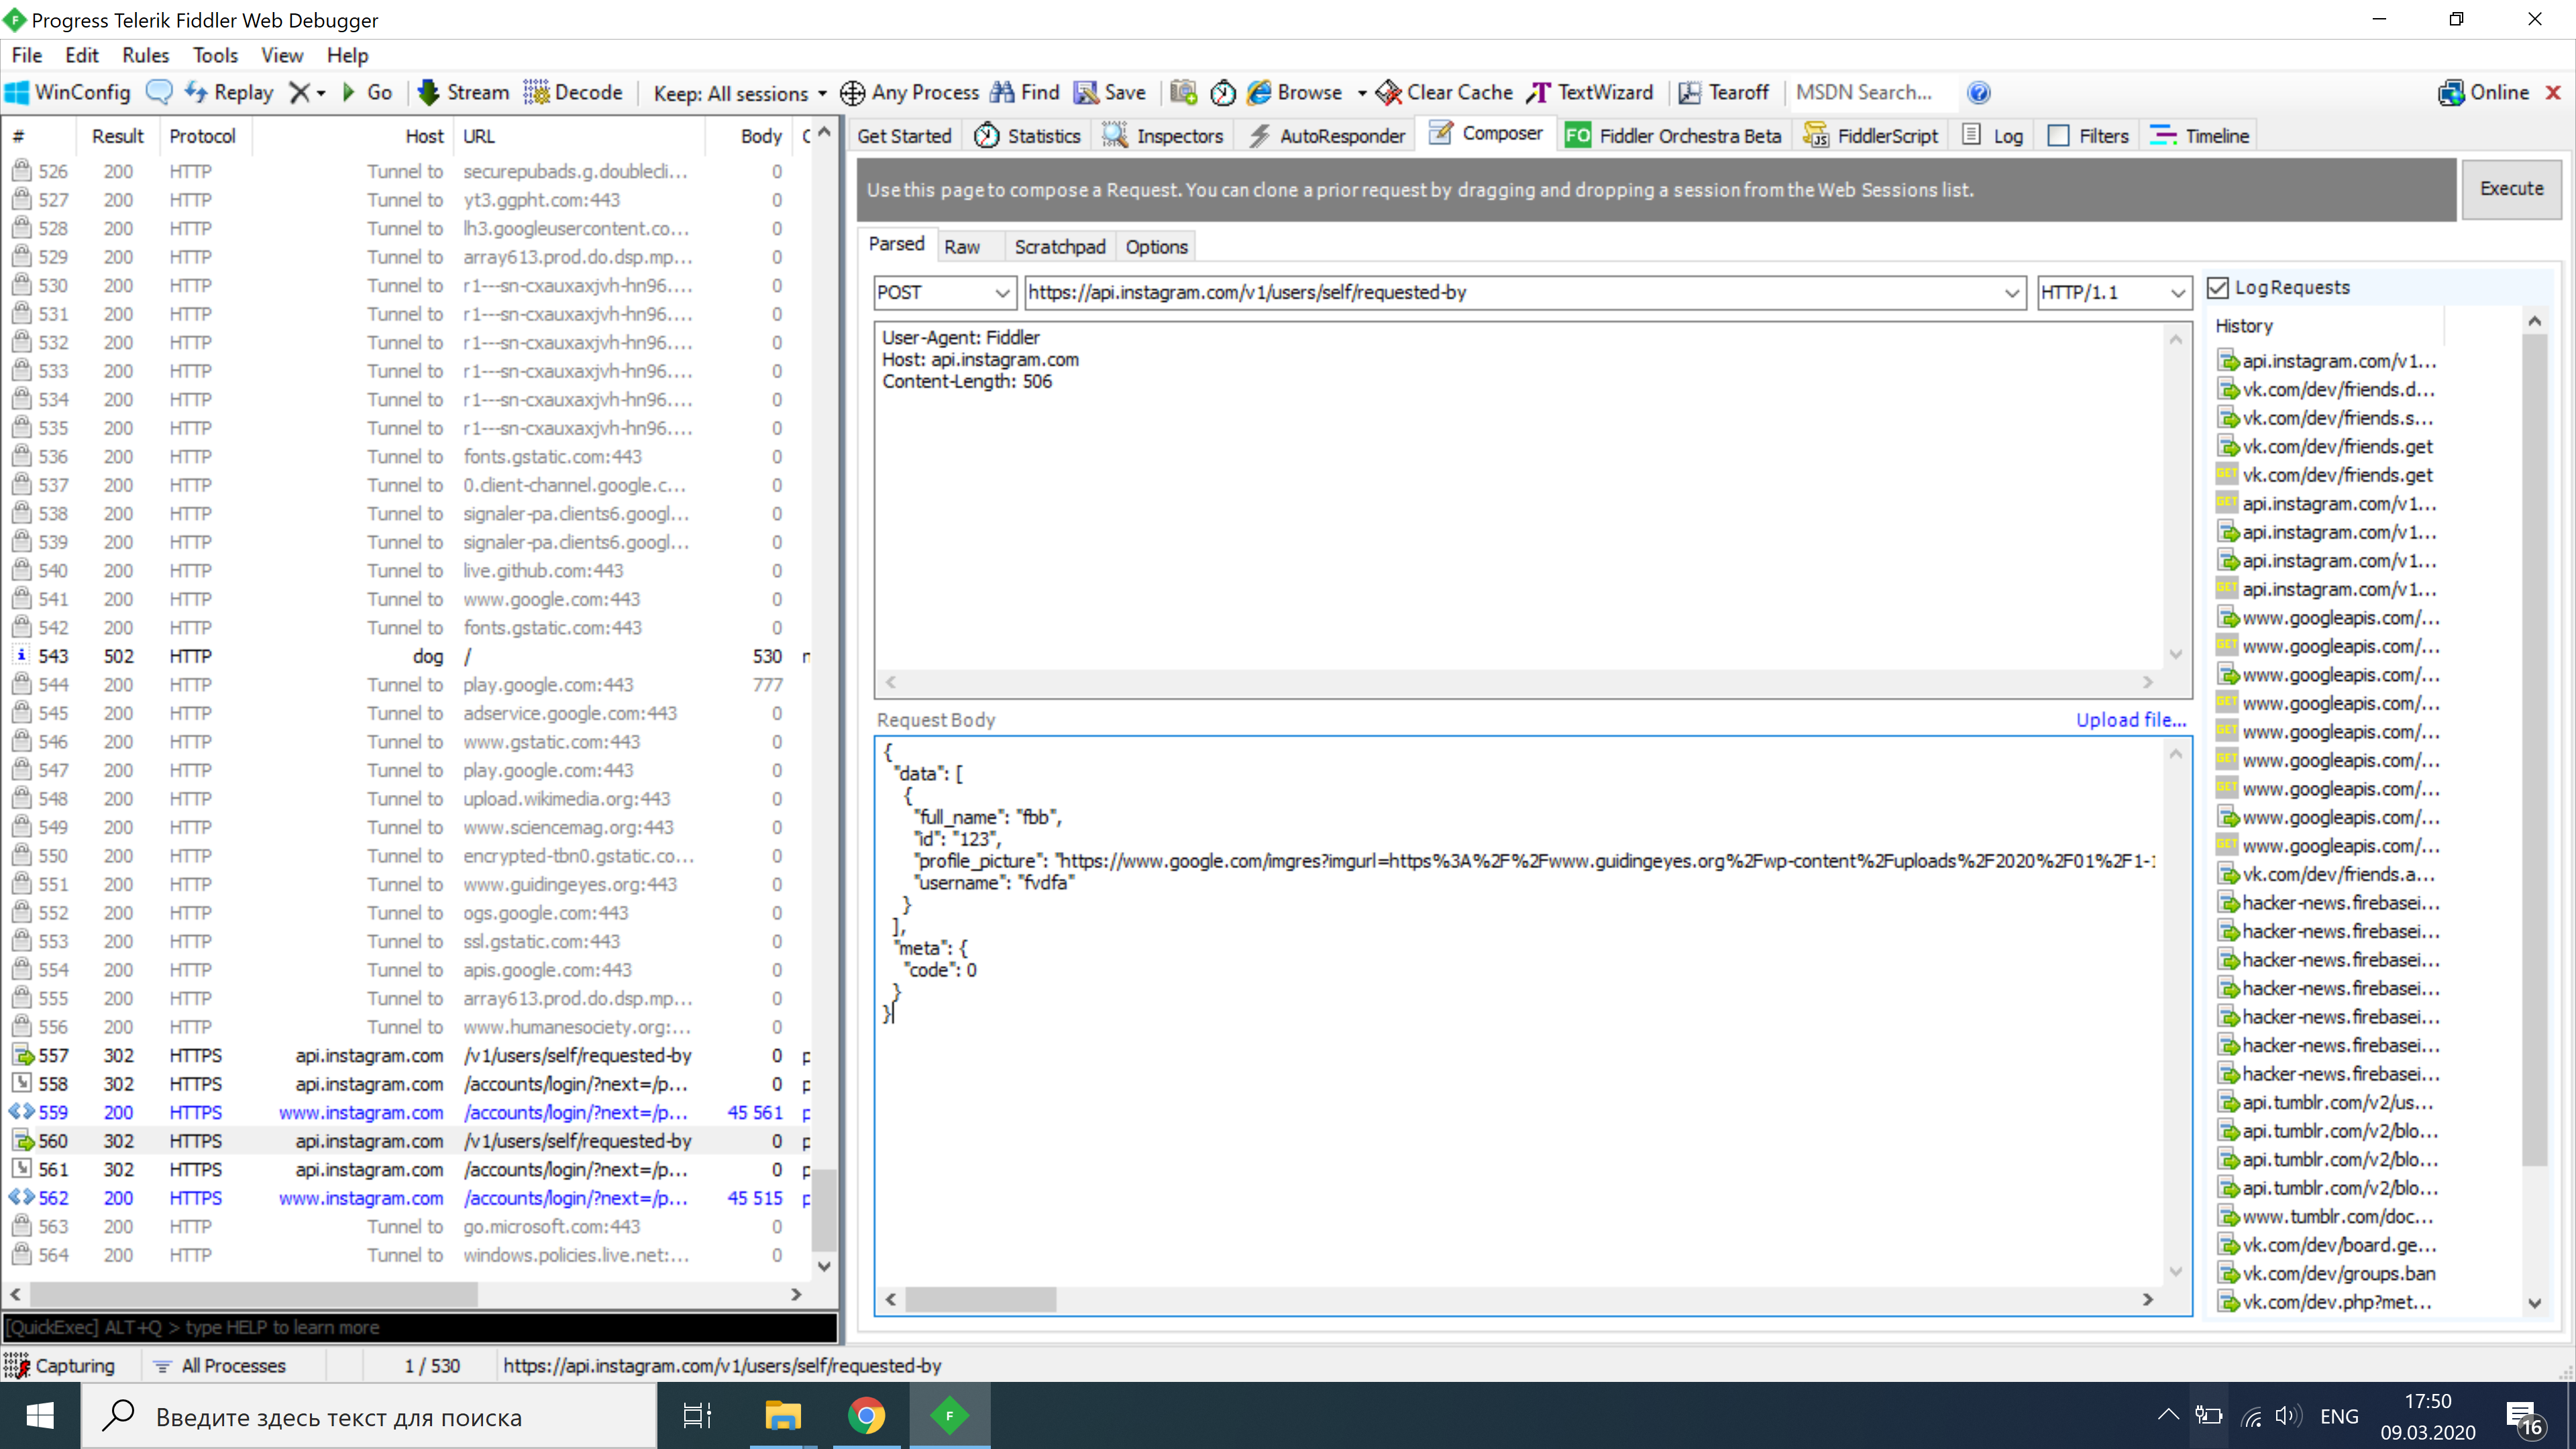 Progress Telerik Fiddler Web Debugger
File Edit Rules Tools View Help
WinConfig Replay Go Stream Decode Keep: All sessions Any Process Find Save Browse Clear Cache TextWizard Tearoff MSDN Search... Online
# Result Protocol Host URL Body C
526 200 HTTP Tunnel to securepubads.g.doublecli... 0
527 200 HTTP Tunnel to yt3.ggpht.com:443 0
528 200 HTTP Tunnel to lh3.googleusercontent.co... 0
529 200 HTTP Tunnel to array613.prod.do.dsp.mp... 0
530 200 HTTP Tunnel to r1---sn-cxauxaxjvh-hn96.... 0
531 200 HTTP Tunnel to r1---sn-cxauxaxjvh-hn96.... 0
532 200 HTTP Tunnel to r1---sn-cxauxaxjvh-hn96.... 0
533 200 HTTP Tunnel to r1---sn-cxauxaxjvh-hn96.... 0
534 200 HTTP Tunnel to r1---sn-cxauxaxjvh-hn96.... 0
535 200 HTTP Tunnel to r1---sn-cxauxaxjvh-hn96.... 0
536 200 HTTP Tunnel to fonts.gstatic.com:443 0
537 200 HTTP Tunnel to 0.client-channel.google.c... 0
538 200 HTTP Tunnel to signaler-pa.clients6.googl... 0
539 200 HTTP Tunnel to signaler-pa.clients6.googl... 0
540 200 HTTP Tunnel to live.github.com:443 0
541 200 HTTP Tunnel to www.google.com:443 0
542 200 HTTP Tunnel to fonts.gstatic.com:443 0
543 502 HTTP dog / 530
544 200 HTTP Tunnel to play.google.com:443 777
545 200 HTTP Tunnel to adservice.google.com:443 0
546 200 HTTP Tunnel to www.gstatic.com:443 0
547 200 HTTP Tunnel to play.google.com:443 0
548 200 HTTP Tunnel to upload.wikimedia.org:443 0
549 200 HTTP Tunnel to www.sciencemag.org:443 0
550 200 HTTP Tunnel to encrypted-tbn0.gstatic.co... 0
551 200 HTTP Tunnel to www.guidingeyes.org:443 0
552 200 HTTP Tunnel to ogs.google.com:443 0
553 200 HTTP Tunnel to ssl.gstatic.com:443 0
554 200 HTTP Tunnel to apis.google.com:443 0
555 200 HTTP Tunnel to array613.prod.do.dsp.mp... 0
556 200 HTTP Tunnel to www.humanesociety.org:... 0
557 302 HTTPS api.instagram.com /v1/users/self/requested-by 0 p
558 302 HTTPS api.instagram.com /accounts/login/?next=/p... 0 p
559 200 HTTPS www.instagram.com /accounts/login/?next=/p... 45 561 p
560 302 HTTPS api.instagram.com /v1/users/self/requested-by 0 p
561 302 HTTPS api.instagram.com /accounts/login/?next=/p... 0 p
562 200 HTTPS www.instagram.com /accounts/login/?next=/p... 45 515 p
563 200 HTTP Tunnel to go.microsoft.com:443 0
564 200 HTTP Tunnel to windows.policies.live.net:... 0
[QuickExec] ALT+Q > type HELP to learn more
Get Started Statistics Inspectors AutoResponder Composer FO Fiddler Orchestra Beta FiddlerScript Log Filters Timeline
Use this page to compose a Request. You can clone a prior request by dragging and dropping a session from the Web Sessions list.
Execute
Parsed Raw Scratchpad Options
POST https://api.instagram.com/v1/users/self/requested-by HTTP/1.1
User-Agent: Fiddler
Host: api.instagram.com
Content-Length: 506
Request Body Upload file...
{
"data": [
{
"full_name": "fbb",
"id": "123",
"profile_picture": "https://www.google.com/imgres?imgurl=https%3A%2F%2Fwww.guidingeyes.org%2Fwp-content%2Fuploads%2F2020%2F01%2F1-1
"username": "fvdfa"
}
],
"meta": {
"code": 0
}
}
Log Requests
History
api.instagram.com/v1...
vk.com/dev/friends.d...
vk.com/dev/friends.s...
vk.com/dev/friends.get
GET vk.com/dev/friends.get
GET api.instagram.com/v1...
api.instagram.com/v1...
api.instagram.com/v1...
GET api.instagram.com/v1...
www.googleapis.com/...
GET www.googleapis.com/...
www.googleapis.com/...
GET www.googleapis.com/...
GET www.googleapis.com/...
GET www.googleapis.com/...
GET www.googleapis.com/...
www.googleapis.com/...
GET www.googleapis.com/...
vk.com/dev/friends.a...
hacker-news.firebasei...
hacker-news.firebasei...
hacker-news.firebasei...
hacker-news.firebasei...
hacker-news.firebasei...
hacker-news.firebasei...
hacker-news.firebasei...
api.tumblr.com/v2/us...
api.tumblr.com/v2/blo...
api.tumblr.com/v2/blo...
api.tumblr.com/v2/blo...
www.tumblr.com/doc...
vk.com/dev/board.ge...
vk.com/dev/groups.ban
vk.com/dev.php?met...
Capturing All Processes 1 / 530 https://api.instagram.com/v1/users/self/requested-by
Введите здесь текст для поиска
ENG
17:50
09.03.2020
16